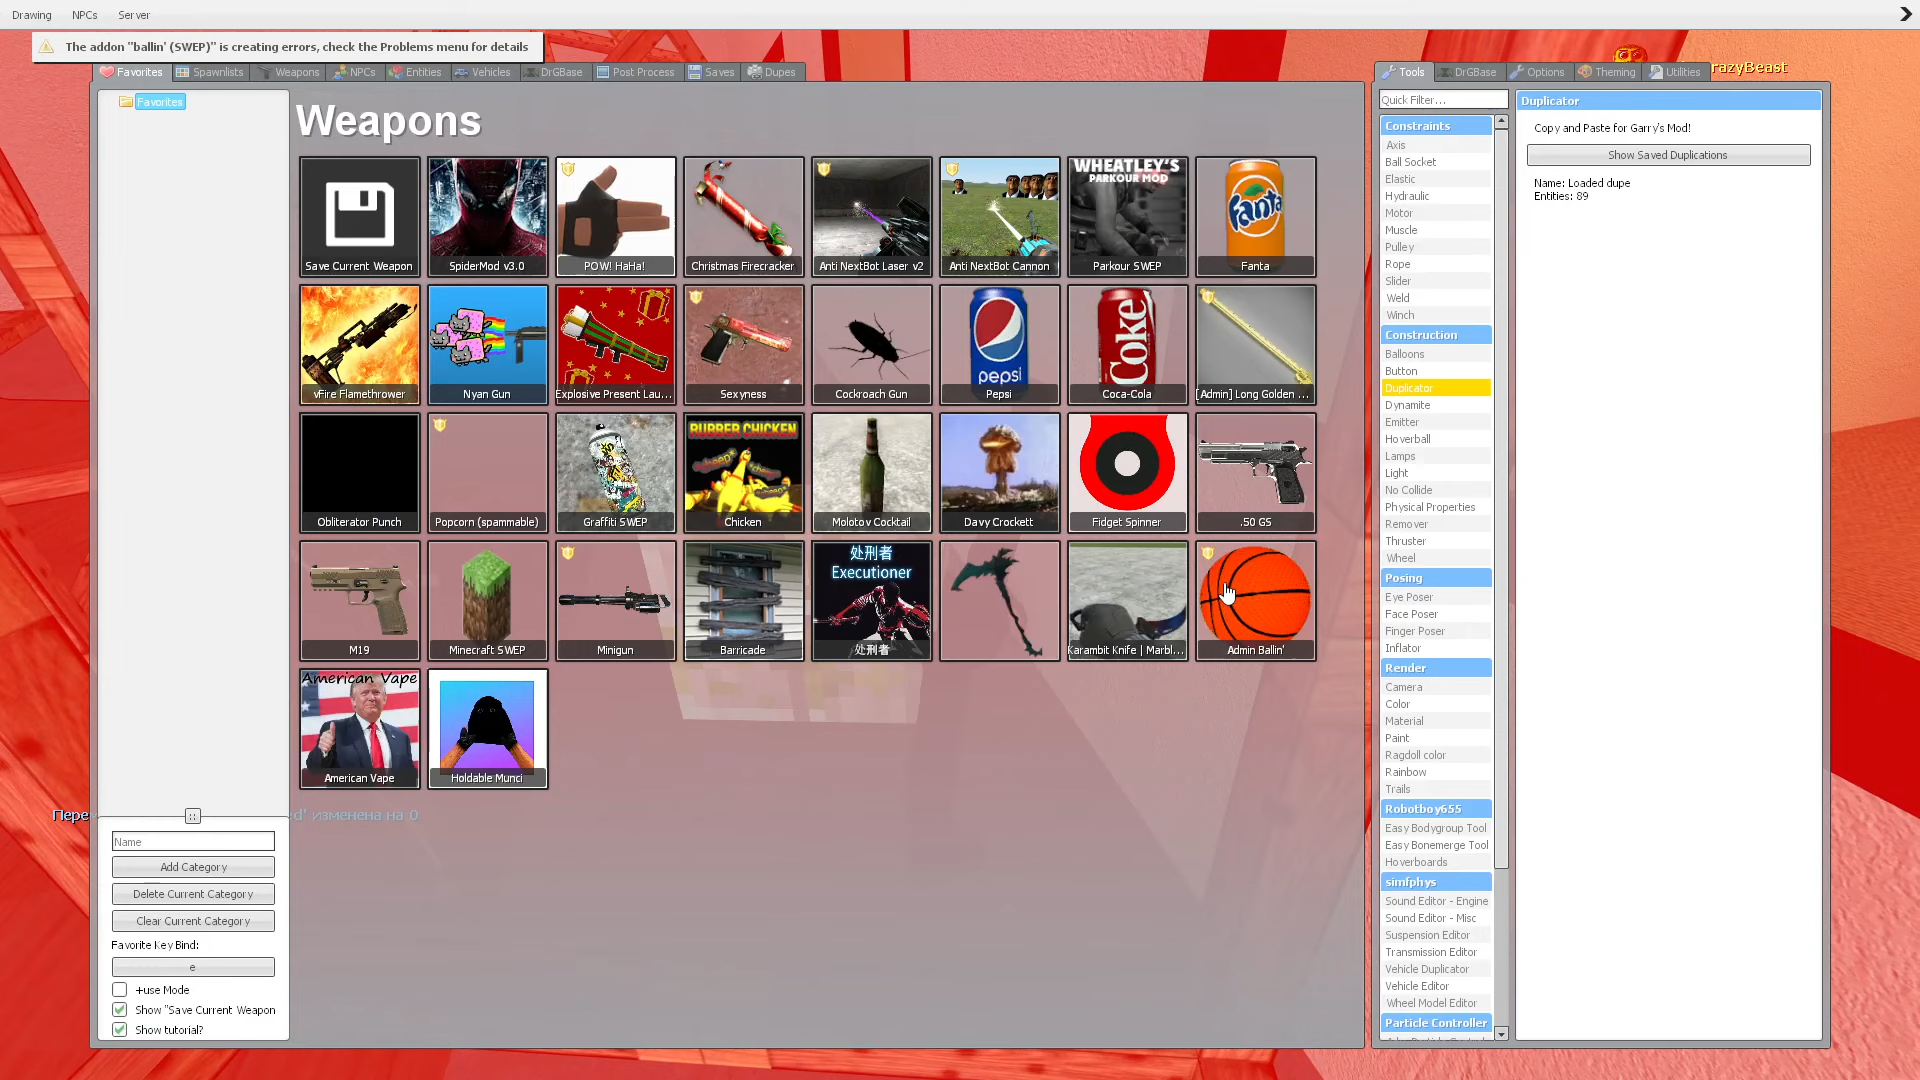 Drawing NPCs Server
The addon "ballin' (SWEP)" is creating errors, check the Problems menu for details
Favorites Spawnlists Weapons NPCs Entities Vehicles DrGBase Post Process Saves Dupes
Tools DrGBase Options Theming Utilities
razyBeast
Favorites
Weapons
Save Current Weapon
SpiderMod v3.0
POW! HaHa!
Christmas Firecracker
Anti NextBot Laser v2
Anti NextBot Cannon
WHEATLEY'S
PARKOUR MOD
Parkour SWEP
Fanta
Fanta
vFire Flamethrower
Nyan Gun
Explosive Present Lau...
Sexyness
Cockroach Gun
pepsi
Pepsi
Coke
Coca-Cola
[Admin] Long Golden ...
Obliterator Punch
Popcorn (spammable)
Graffiti SWEP
RUBBER CHICKEN
Chicken
Molotov Cocktail
Davy Crockett
Fidget Spinner
.50 GS
M19
Minecraft SWEP
Minigun
Barricade
处刑者
Executioner
处刑者
Karambit Knife | Marbl...
Admin Ballin'
American Vape
American Vape
Holdable Munci
Пере
d' изменена на 0
Name
Add Category
Delete Current Category
Clear Current Category
Favorite Key Bind:
e
+use Mode
Show "Save Current Weapon
Show tutorial?
Quick Filter...
Constraints
Axis
Ball Socket
Elastic
Hydraulic
Motor
Muscle
Pulley
Rope
Slider
Weld
Winch
Construction
Balloons
Button
Duplicator
Dynamite
Emitter
Hoverball
Lamps
Light
No Collide
Physical Properties
Remover
Thruster
Wheel
Posing
Eye Poser
Face Poser
Finger Poser
Inflator
Render
Camera
Color
Material
Paint
Ragdoll color
Rainbow
Trails
Robotboy655
Easy Bodygroup Tool
Easy Bonemerge Tool
Hoverboards
simfphys
Sound Editor - Engine
Sound Editor - Misc
Suspension Editor
Transmission Editor
Vehicle Duplicator
Vehicle Editor
Wheel Model Editor
Particle Controller
Duplicator
Copy and Paste for Garry's Mod!
Show Saved Duplications
Name: Loaded dupe
Entities: 89